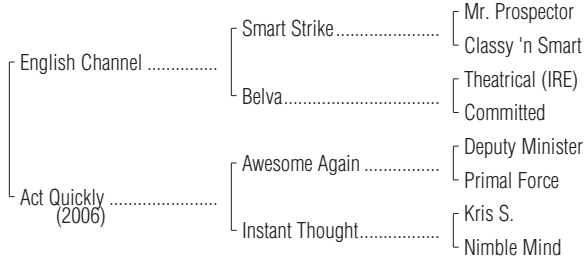 Mr. Prospector
Smart Strike
Classy 'n Smart
English Channel
Theatrical (IRE)
Belva
Committed
Deputy Minister
Awesome Again
Primal Force
Act Quickly
(2006)
Kris S.
Instant Thought
Nimble Mind